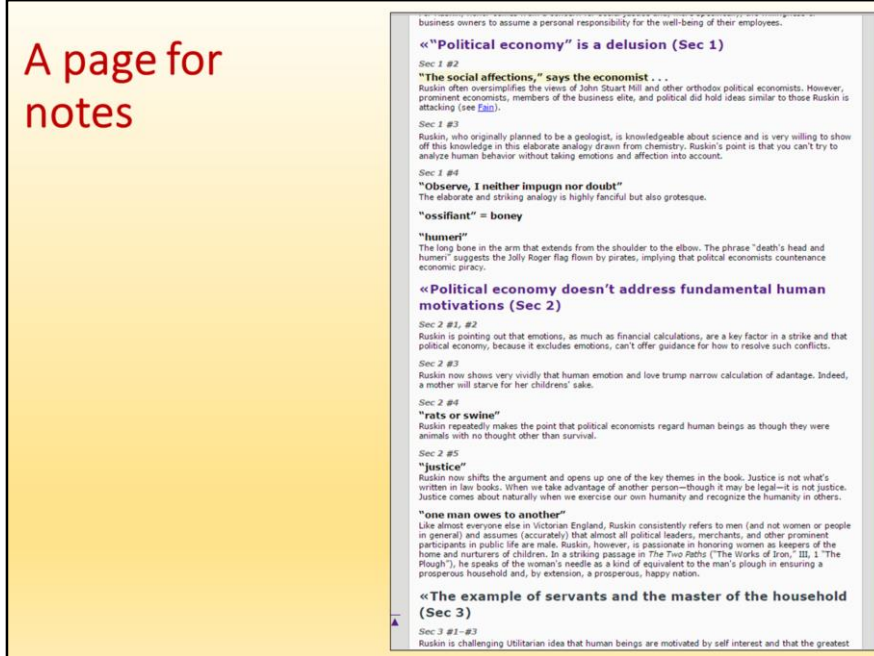 A page for
notes
business owners to assume a personal responsibility for the well-being of their employees.
«“Political economy” is a delusion (Sec 1)
Sec 1 #2
“The social affections,” says the economist . . .
Ruskin often oversimplifies the views of John Stuart Mill and other orthodox political economists. However,
prominent economists, members of the business elite, and political did hold ideas similar to those Ruskin is
attacking (see Fain).
Sec 1 #3
Ruskin, who originally planned to be a geologist, is knowledgeable about science and is very willing to show
off this knowledge in this elaborate analogy drawn from chemistry. Ruskin's point is that you can't try to
analyze human behavior without taking emotions and affection into account.
Sec 1 #4
“Observe, I neither impugn nor doubt”
The elaborate and striking analogy is highly fanciful but also grotesque.
“ossifiant” = boney
“humeri”
The long bone in the arm that extends from the shoulder to the elbow. The phrase “death's head and
humeri” suggests the Jolly Roger flag flown by pirates, implying that politcal economists countenance
economic piracy.
«Political economy doesn’t address fundamental human
motivations (Sec 2)
Sec 2 #1, #2
Ruskin is pointing out that emotions, as much as financial calculations, are a key factor in a strike and that
political economy, because it excludes emotions, can't offer guidance for how to resolve such conflicts.
Sec 2 #3
Ruskin now shows very vividly that human emotion and love trump narrow calculation of adantage. Indeed,
a mother will starve for her childrens' sake.
Sec 2 #4
“rats or swine”
Ruskin repeatedly makes the point that political economists regard human beings as though they were
animals with no thought other than survival.
Sec 2 #5
“justice”
Ruskin now shifts the argument and opens up one of the key themes in the book. Justice is not what's
written in law books. When we take advantage of another person—though it may be legal—it is not justice.
Justice comes about naturally when we exercise our own humanity and recognize the humanity in others.
“one man owes to another”
Like almost everyone else in Victorian England, Ruskin consistently refers to men (and not women or people
in general) and assumes (accurately) that almost all political leaders, merchants, and other prominent
participants in public life are male. Ruskin, however, is passionate in honoring women as keepers of the
home and nurturers of children. In a striking passage in The Two Paths (“The Works of Iron,” III, 1 “The
Plough”), he speaks of the woman's needle as a kind of equivalent to the man's plough in ensuring a
prosperous household and, by extension, a prosperous, happy nation.
«The example of servants and the master of the household
(Sec 3)
Sec 3 #1–#3
Ruskin is challenging Utilitarian idea that human beings are motivated by self interest and that the greatest